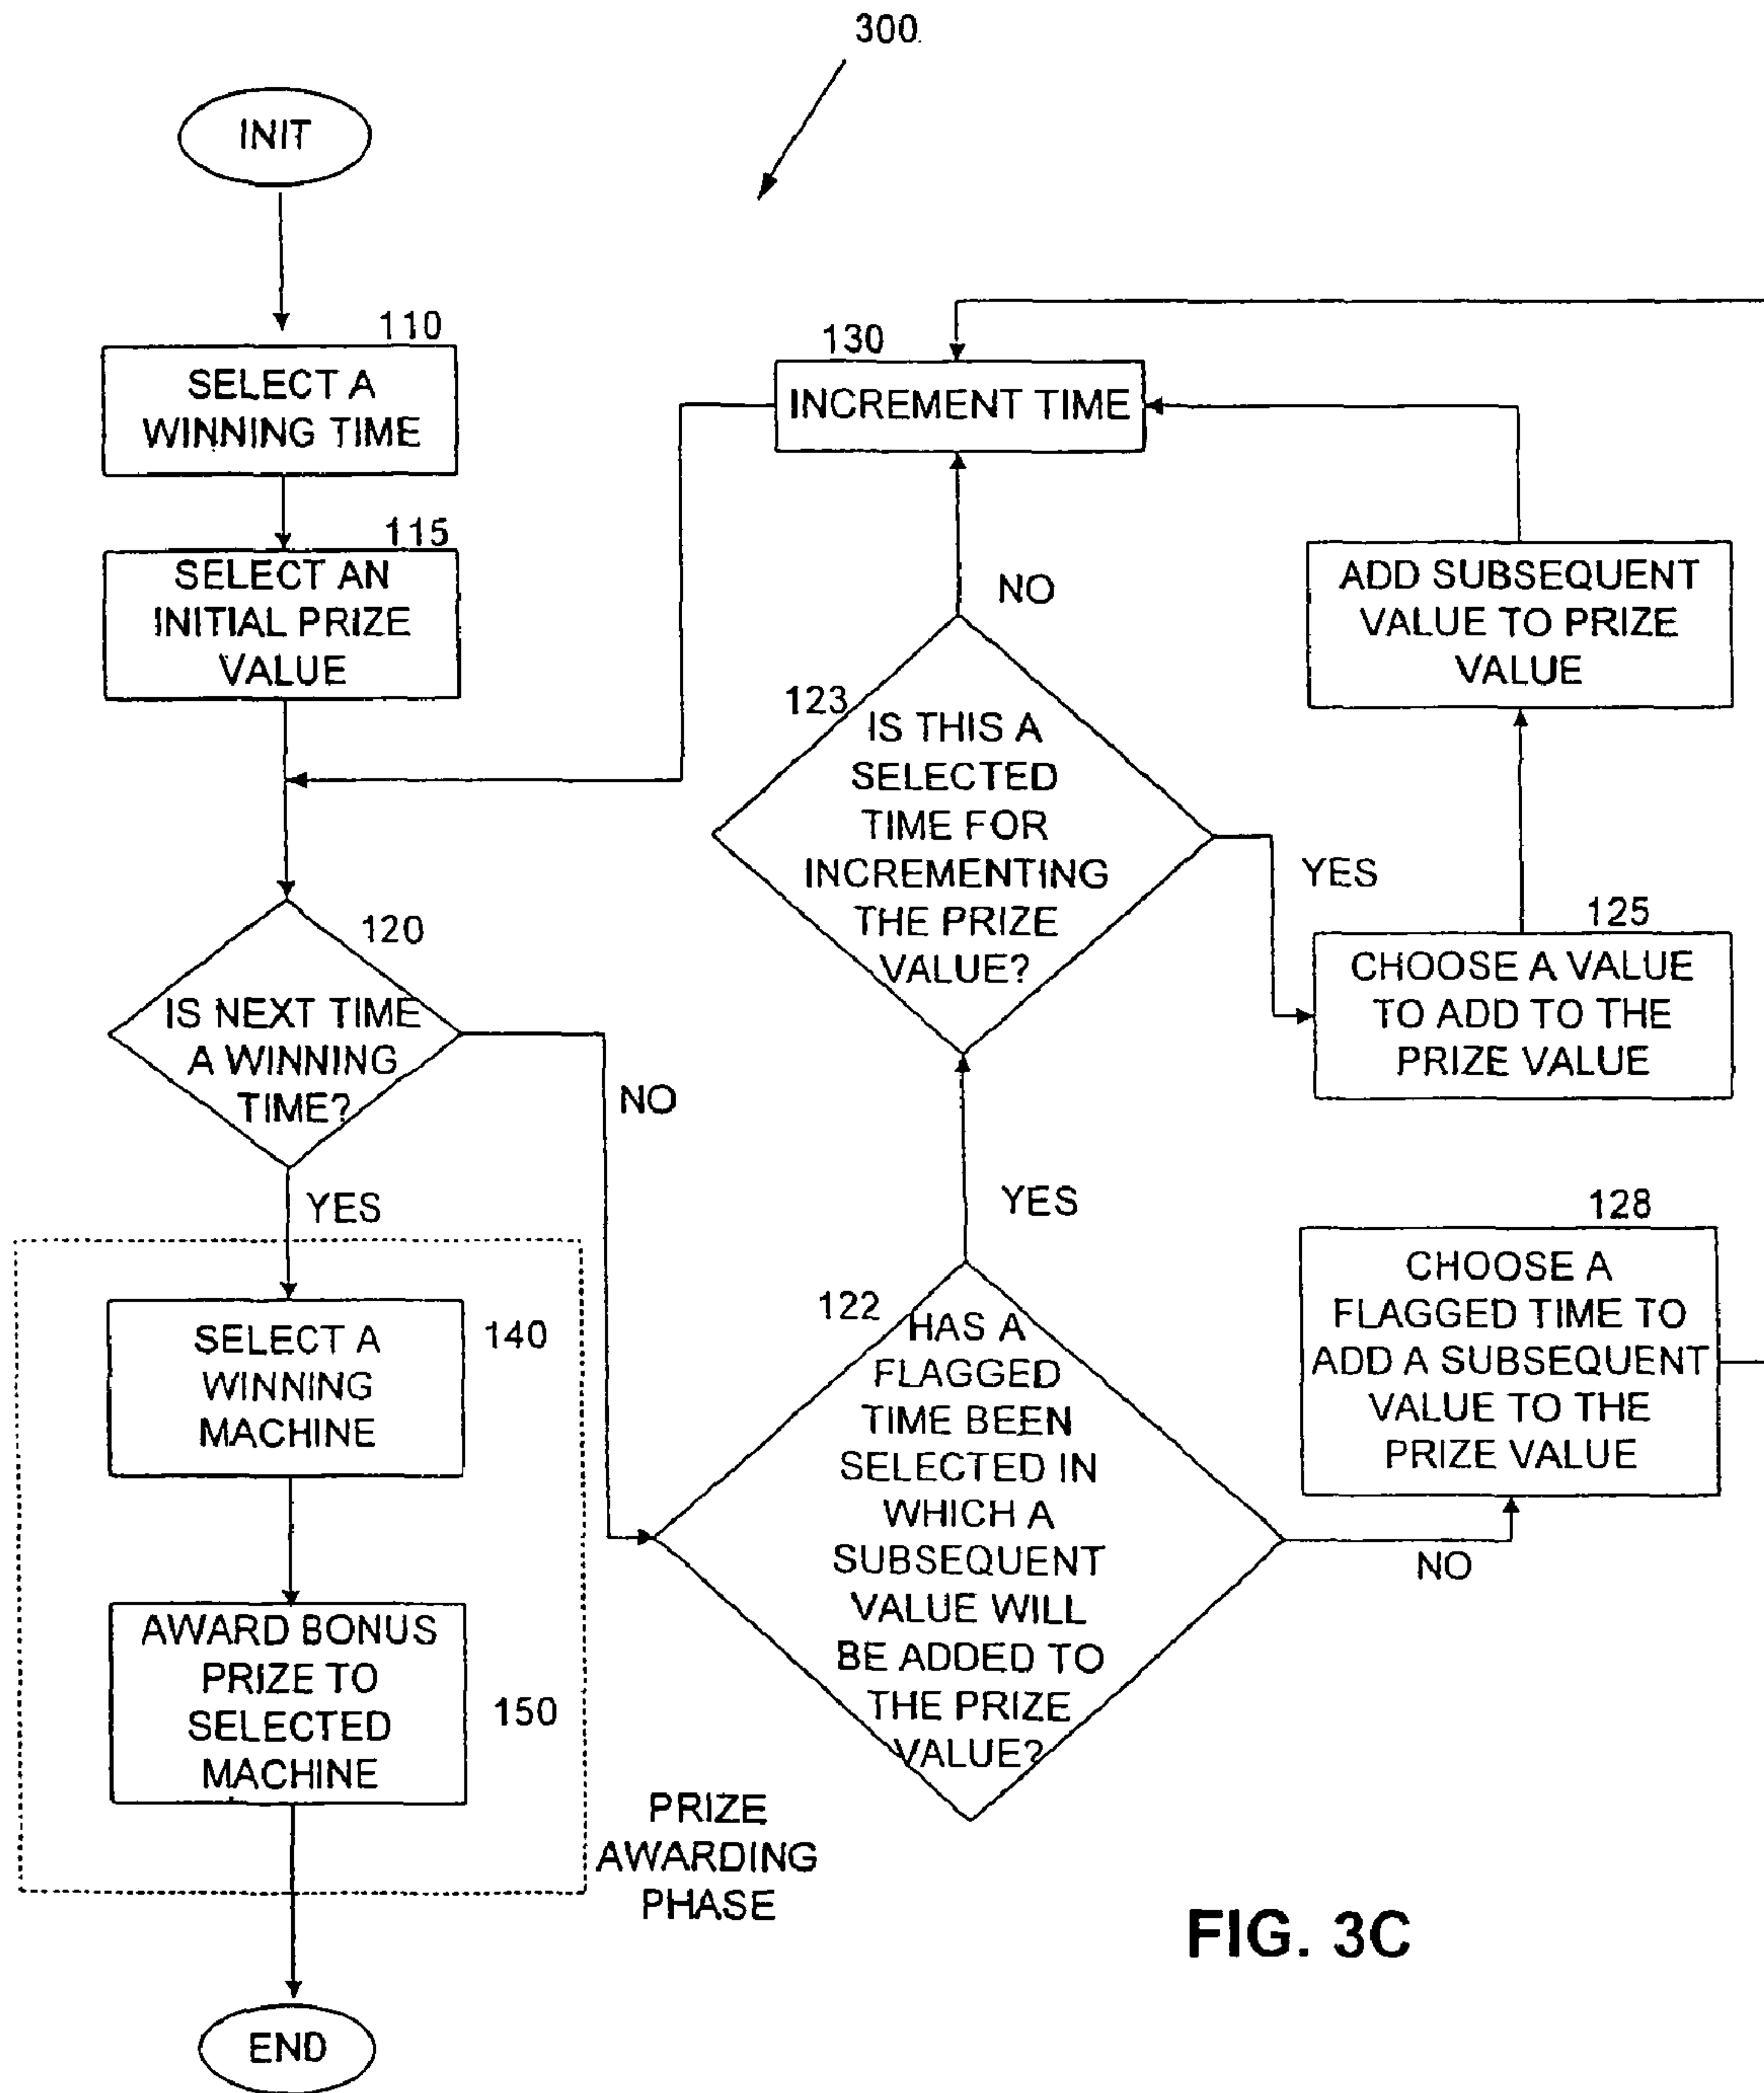 300
INIT
110
SELECT A
WINNING TIME
115
SELECT AN
INITIAL PRIZE
VALUE
120
IS NEXT TIME
A WINNING
TIME?
NO
YES
SELECT A
WINNING
MACHINE
140
AWARD BONUS
PRIZE TO
SELECTED
MACHINE
150
PRIZE
AWARDING
PHASE
END
130
INCREMENT TIME
NO
123
IS THIS A
SELECTED
TIME FOR
INCREMENTING
THE PRIZE
VALUE?
YES
ADD SUBSEQUENT
VALUE TO PRIZE
VALUE
125
CHOOSE A VALUE
TO ADD TO THE
PRIZE VALUE
YES
122
HAS A
FLAGGED
TIME BEEN
SELECTED IN
WHICH A
SUBSEQUENT
VALUE WILL
BE ADDED TO
THE PRIZE
VALUE?
NO
128
CHOOSE A
FLAGGED TIME TO
ADD A SUBSEQUENT
VALUE TO THE
PRIZE VALUE
FIG. 3C